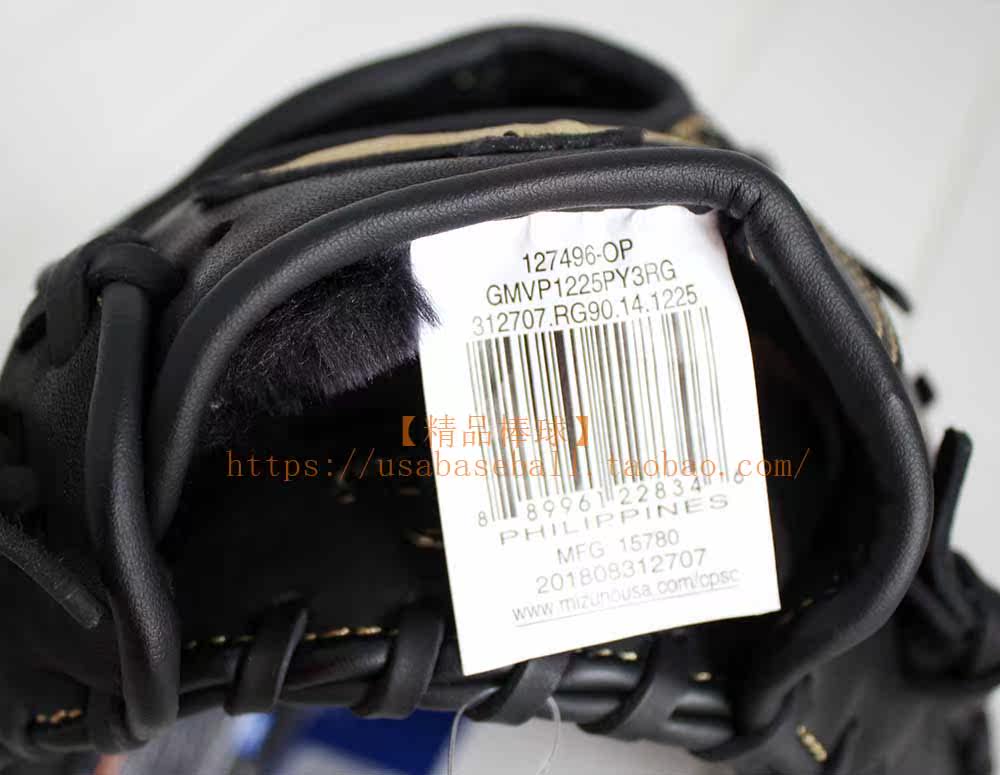 127496-OP
GMVP1225PY3RG
312707.RG90.14.1225
【精品棒球】
https://usabaseball.taobao.com/
8 89961 22834 6
PHILIPPINES
MFG 15780
201808312707
www.mizunousa.com/cpsc